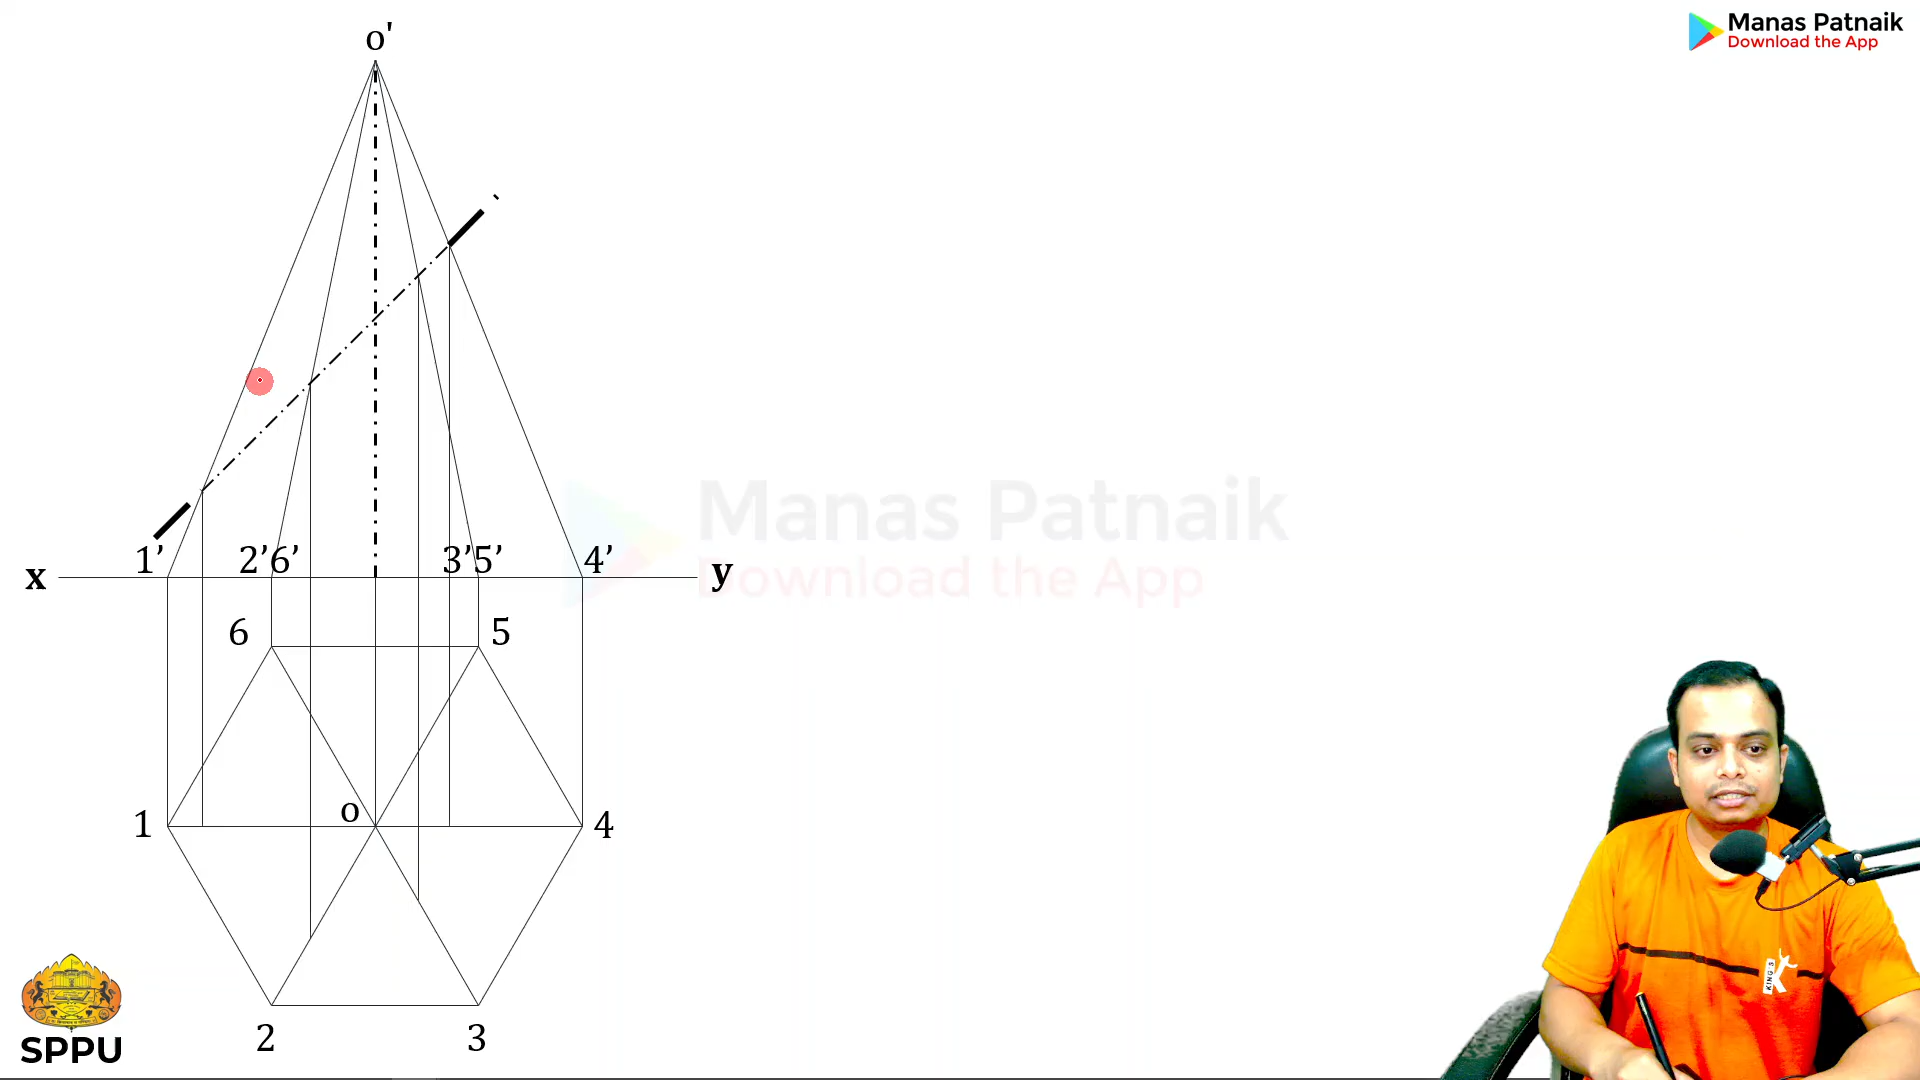 Manas Patnaik
Download the App
o'
1’ 2’6’ 3’5’ 4’
x y
Manas Patnaik
Download the App
6 5
1 o 4
2 3
SPPU
KING'S
K